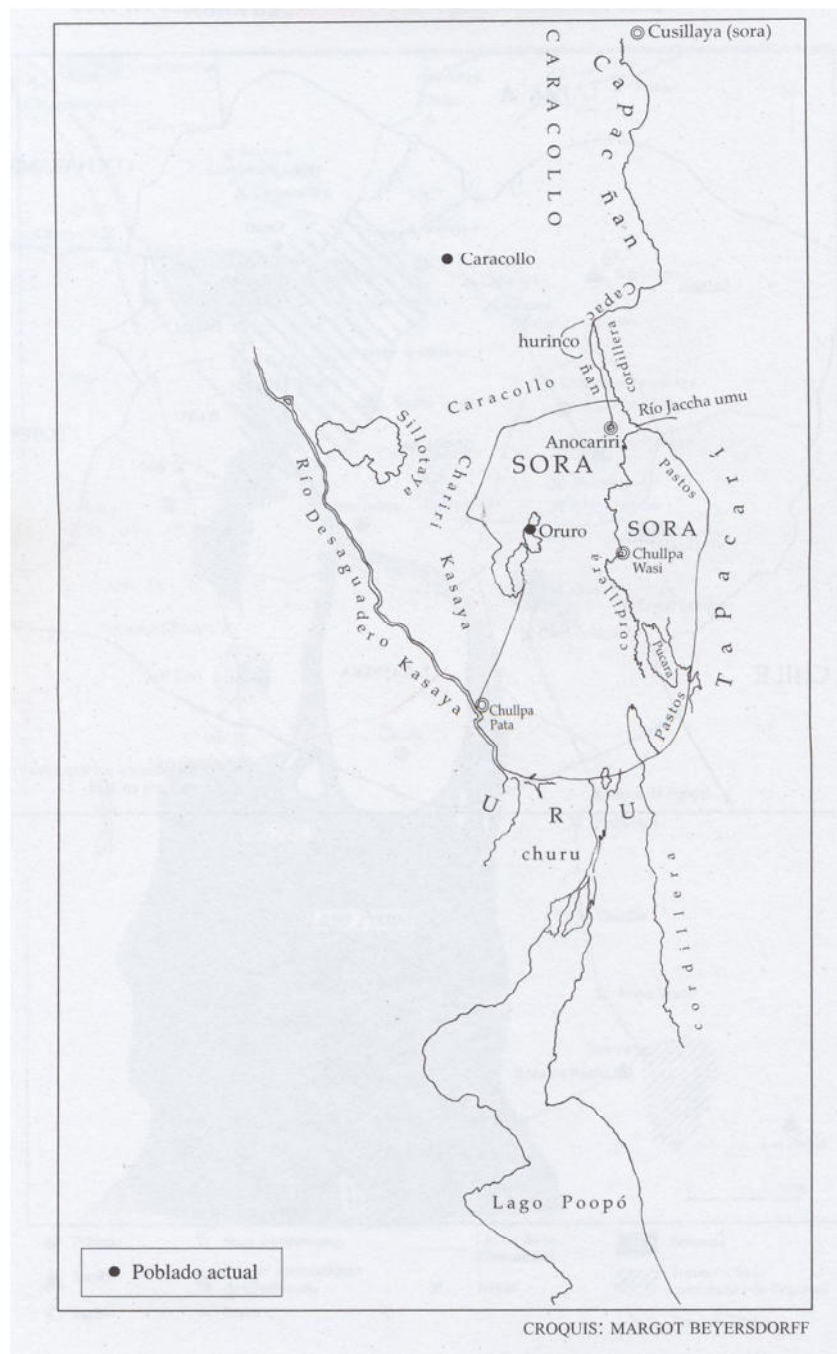 Cusillaya (sora)
CARACOLLO
CaPac ñan
Caracollo
Capac ñan
hurinco
cordillera
Caracollo
Río Jaccha umu
Anocariri
Sillotaya
SORA
Pastos
Chariri
SORA
TaPacarí
Oruro
Chullpa
Wasi
Kasaya
cordillera
Río Desaguadero Kasaya
Pucara
Chullpa
Pata
Pastos
URU
churu
cordillera
Lago Poopó
Poblado actual
CROQUIS: MARGOT BEYERSDORFF